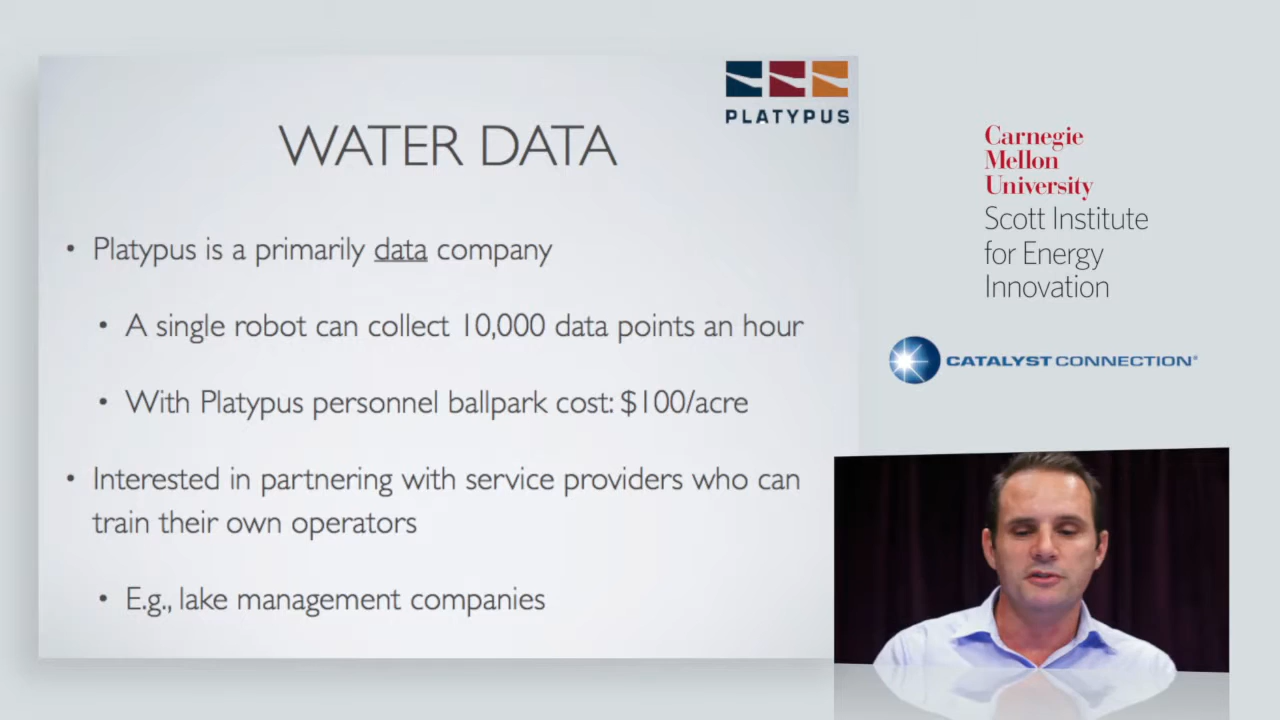 PLATYPUS
WATER DATA
• Platypus is a primarily data company
• A single robot can collect 10,000 data points an hour
• With Platypus personnel ballpark cost: $100/acre
• Interested in partnering with service providers who can
train their own operators
• E.g., lake management companies
Carnegie
Mellon
University
Scott Institute
for Energy
Innovation
CATALYST CONNECTION®